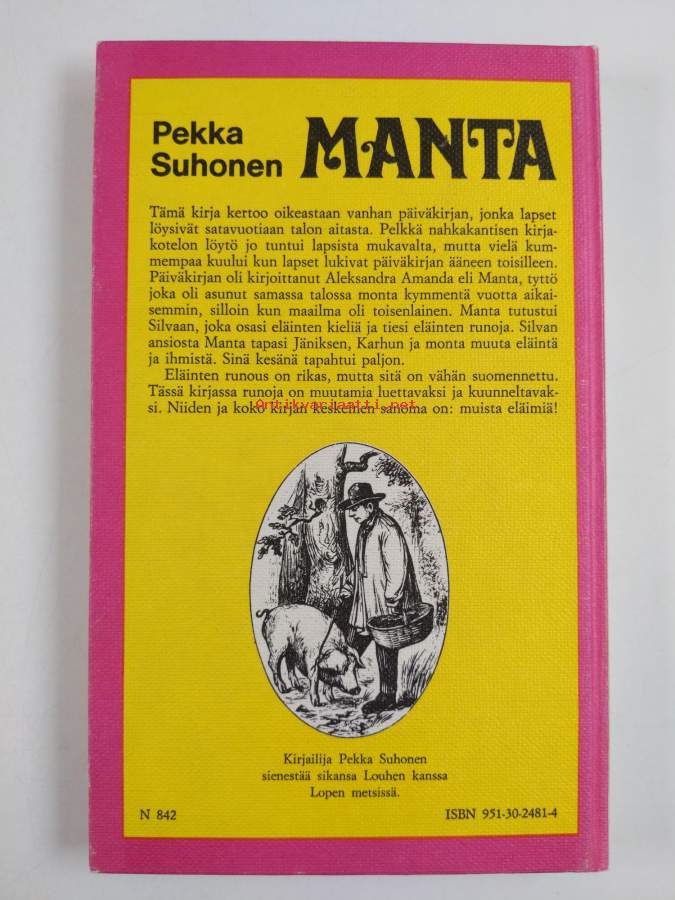 Pekka
Suhonen
MANTA
Tämä kirja kertoo oikeastaan vanhan päiväkirjan, jonka lapset
löysivät satavuotiaan talon aitasta. Pelkkä nahkakantisen kirja-
kotelon löytö jo tuntui lapsista mukavalta, mutta vielä kum-
mempaa kuului kun lapset lukivat päiväkirjan ääneen toisilleen.
Päiväkirjan oli kirjoittanut Aleksandra Amanda eli Manta, tyttö
joka oli asunut samassa talossa monta kymmentä vuotta aikai-
semmin, silloin kun maailma oli toisenlainen. Manta tutustui
Silvaan, joka osasi eläinten kieliä ja tiesi eläinten runoja. Silvan
ansiosta Manta tapasi Jäniksen, Karhun ja monta muuta eläintä
ja ihmistä. Sinä kesänä tapahtui paljon.
Eläinten runous on rikas, mutta sitä on vähän suomennettu.
Tässä kirjassa runoja on muutamia luettavaksi ja kuunneltavak-
si. Niiden ja koko kirjan keskeinen sanoma on: muista eläimiä!
Antikvariaatti.net
Kirjailija Pekka Suhonen
sienestää sikansa Louhen kanssa
Lopen metsissä.
N 842
ISBN 951-30-2481-4